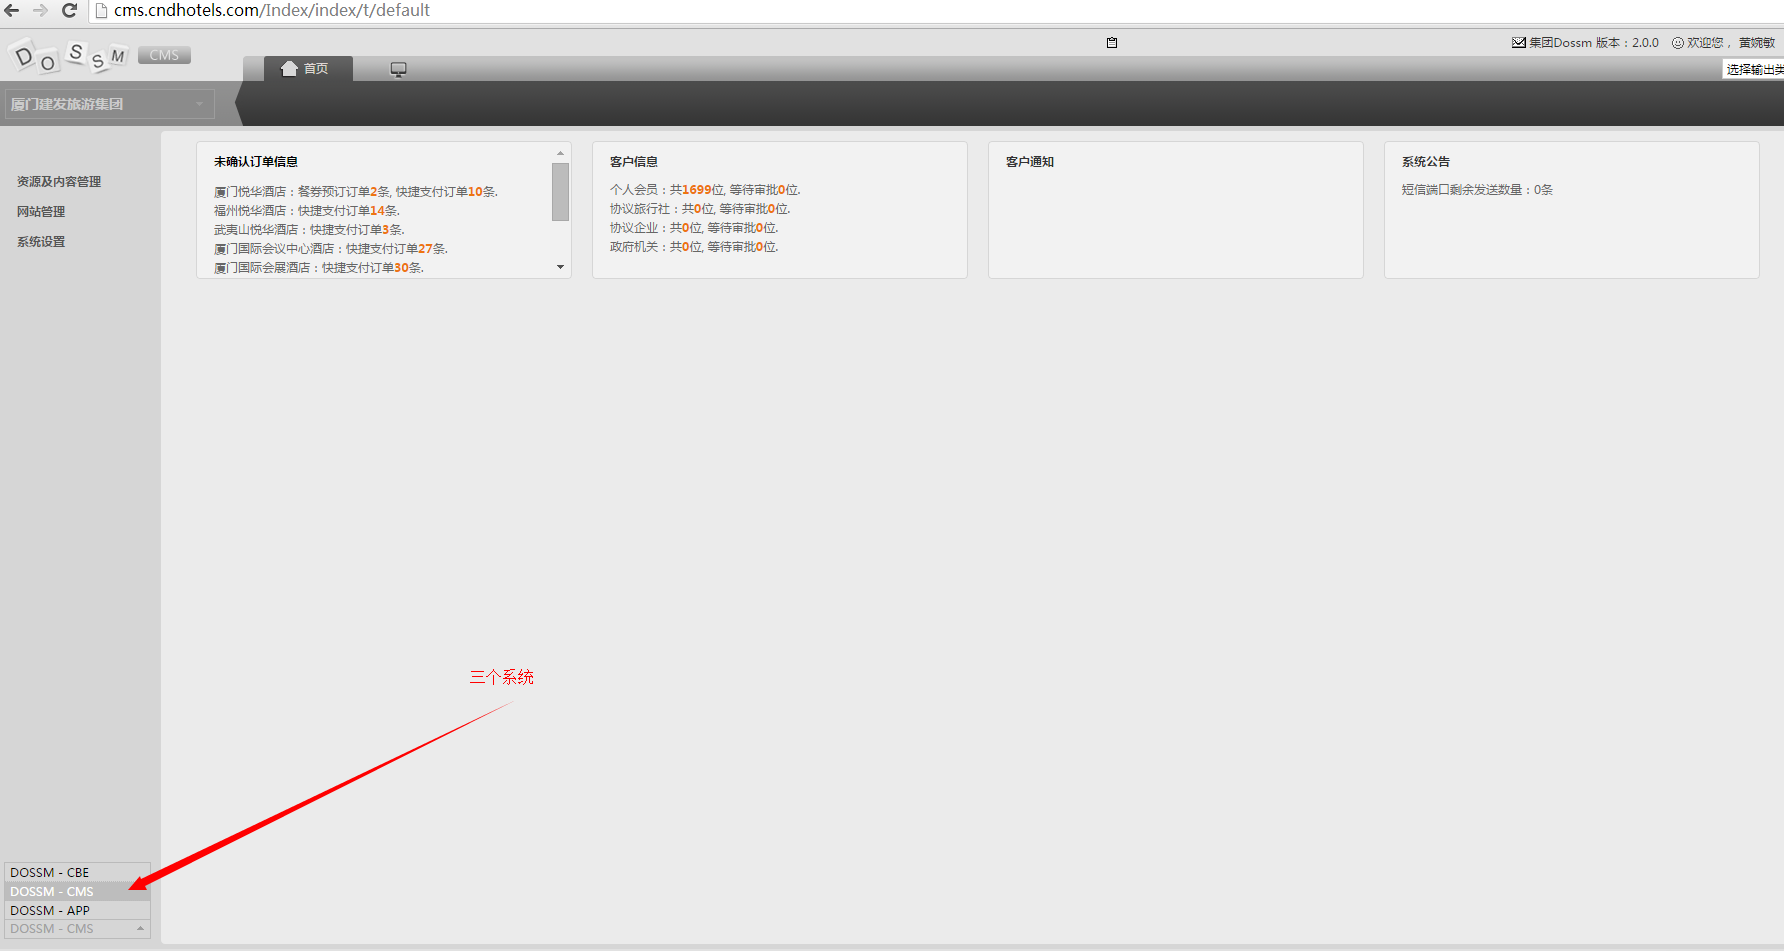 cms.cndhotels.com/Index/index/t/default
DOSSM CMS
集团Dossm 版本：2.0.0
欢迎您， 黄婉敏
首页
选择输出类
厦门建发旅游集团
资源及内容管理
网站管理
系统设置
未确认订单信息
厦门悦华酒店：餐券预订订单2条, 快捷支付订单10条.
福州悦华酒店：快捷支付订单14条.
武夷山悦华酒店：快捷支付订单3条.
厦门国际会议中心酒店：快捷支付订单27条.
厦门国际会展酒店：快捷支付订单30条.
客户信息
个人会员：共1699位, 等待审批0位.
协议旅行社：共0位, 等待审批0位.
协议企业：共0位, 等待审批0位.
政府机关：共0位, 等待审批0位.
客户通知
系统公告
短信端口剩余发送数量：0条
三个系统
DOSSM - CBE
DOSSM - CMS
DOSSM - APP
DOSSM - CMS